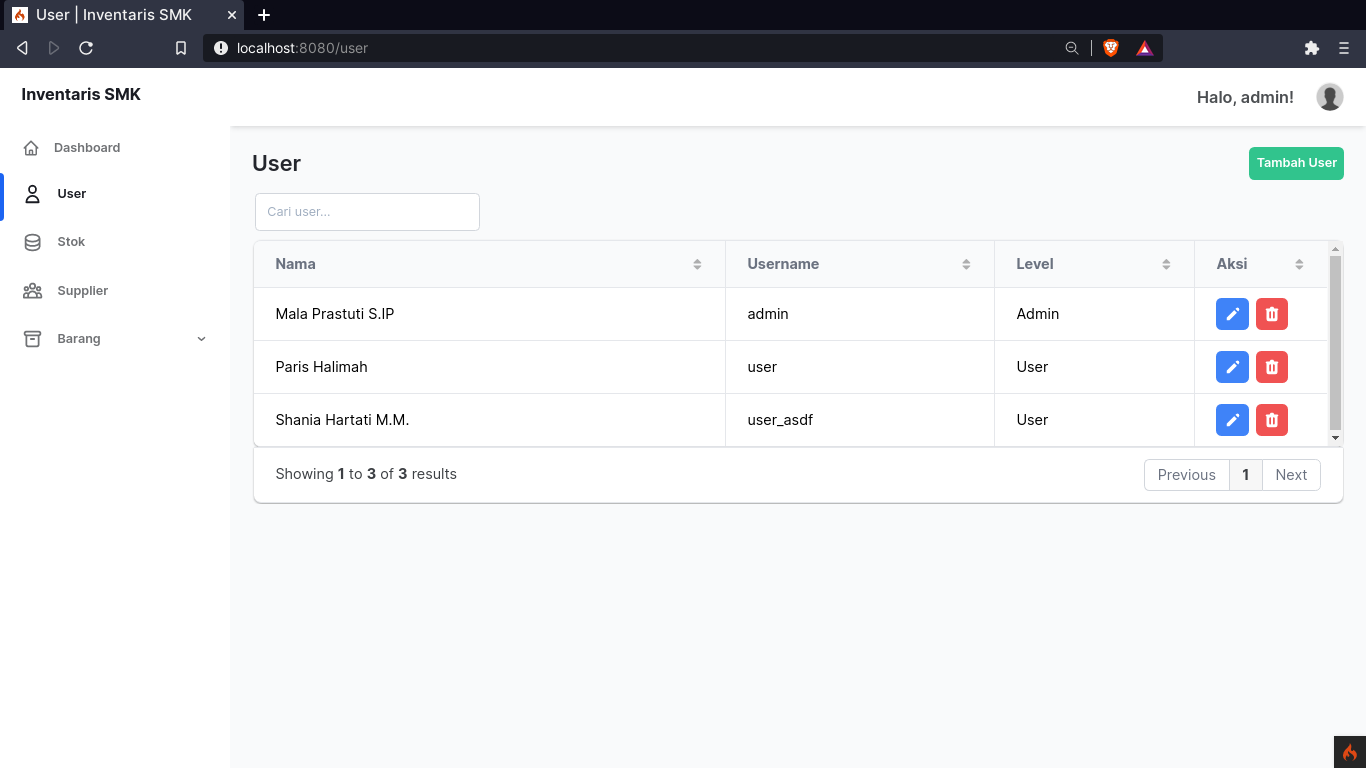 User | Inventaris SMK
localhost:8080/user
Inventaris SMK
Halo, admin!
Dashboard
User
Stok
Supplier
Barang
User
Tambah User
Cari user...
Nama Username Level Aksi
Mala Prastuti S.IP admin Admin
Paris Halimah user User
Shania Hartati M.M. user_asdf User
Showing 1 to 3 of 3 results
Previous 1 Next